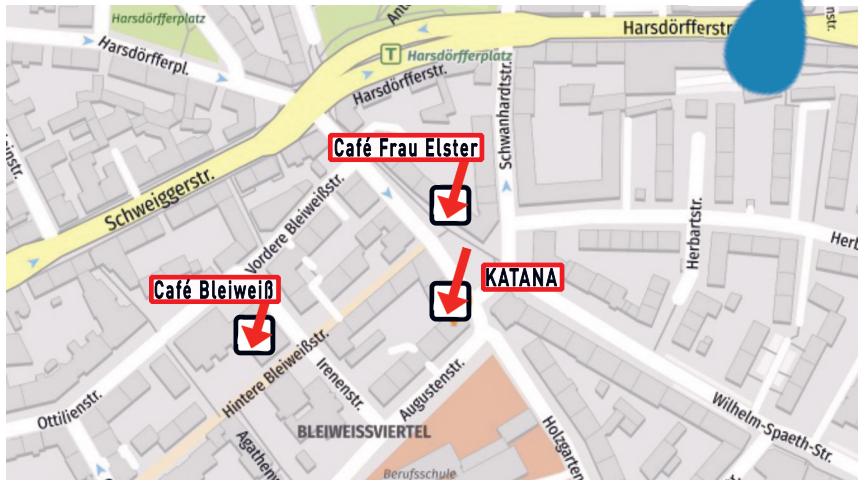 Harsdörfferplatz
Harsdörfferpl.
Harsdörfferstr
T Harsdörfferplatz
Harsdörfferstr.
Schwanhardtstr.
Café Frau Elster
Schweiggerstr.
Vordere Bleiweißstr.
Herbartstr.
Café Bleiweiß
KATANA
Hintere Bleiweißstr.
Irenenstr.
Augustenstr.
Ottilienstr.
BLEIWEISSVIERTEL
Wilhelm-Spaeth-Str.
Holzgarten
Berufsschule